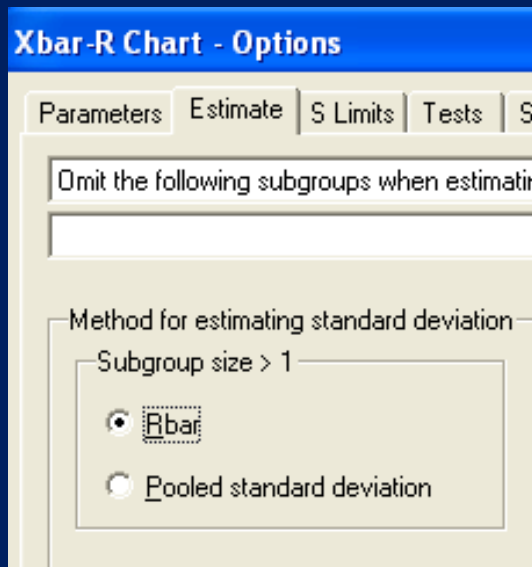 Xbar-R Chart - Options
Parameters Estimate S Limits Tests S
Omit the following subgroups when estimatin
Method for estimating standard deviation
Subgroup size > 1
Rbar
Pooled standard deviation